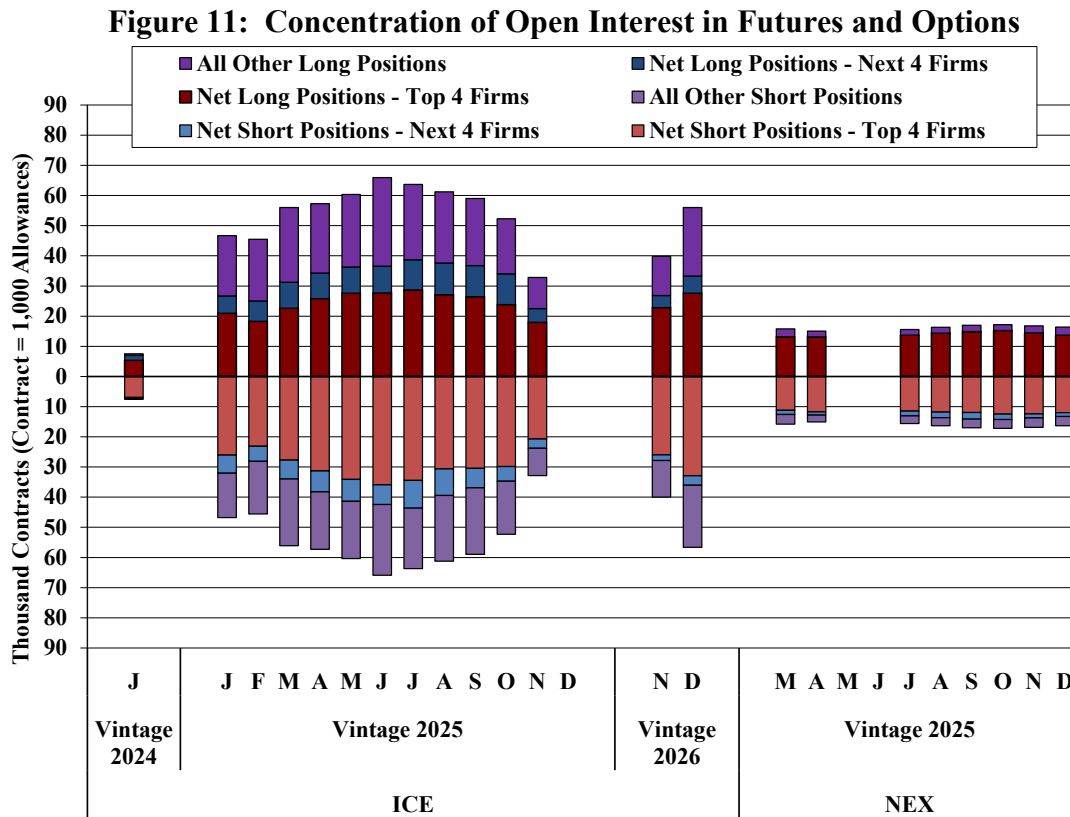 Figure 11: Concentration of Open Interest in Futures and Options
All Other Long Positions
Net Long Positions - Next 4 Firms
Net Long Positions - Top 4 Firms
All Other Short Positions
Net Short Positions - Next 4 Firms
Net Short Positions - Top 4 Firms
Thousand Contracts (Contract = 1,000 Allowances)
90
80
70
60
50
40
30
20
10
0
10
20
30
40
50
60
70
80
90
J J F M A M J J A S O N D N D M A M J J A S O N D
Vintage 2024
Vintage 2025
Vintage 2026
Vintage 2025
ICE
NEX